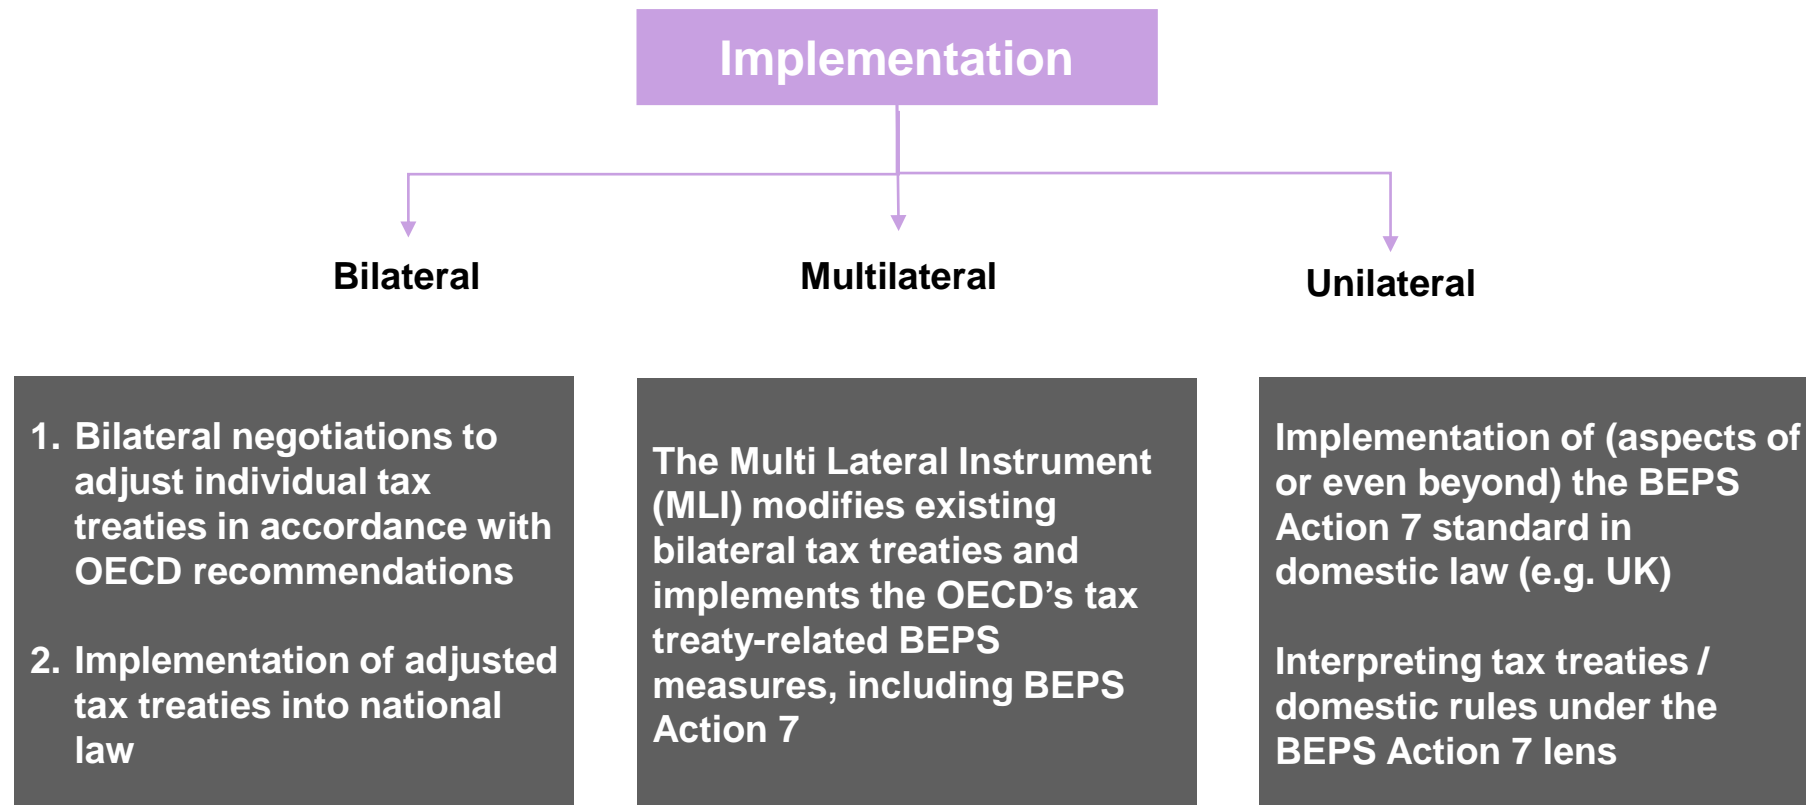 Implementation
Bilateral
Multilateral
Unilateral
1. Bilateral negotiations to
adjust individual tax
treaties in accordance with
OECD recommendations
2. Implementation of adjusted
tax treaties into national
law
The Multi Lateral Instrument
(MLI) modifies existing
bilateral tax treaties and
implements the OECD’s tax
treaty-related BEPS
measures, including BEPS
Action 7
Implementation of (aspects of
or even beyond) the BEPS
Action 7 standard in
domestic law (e.g. UK)
Interpreting tax treaties /
domestic rules under the
BEPS Action 7 lens